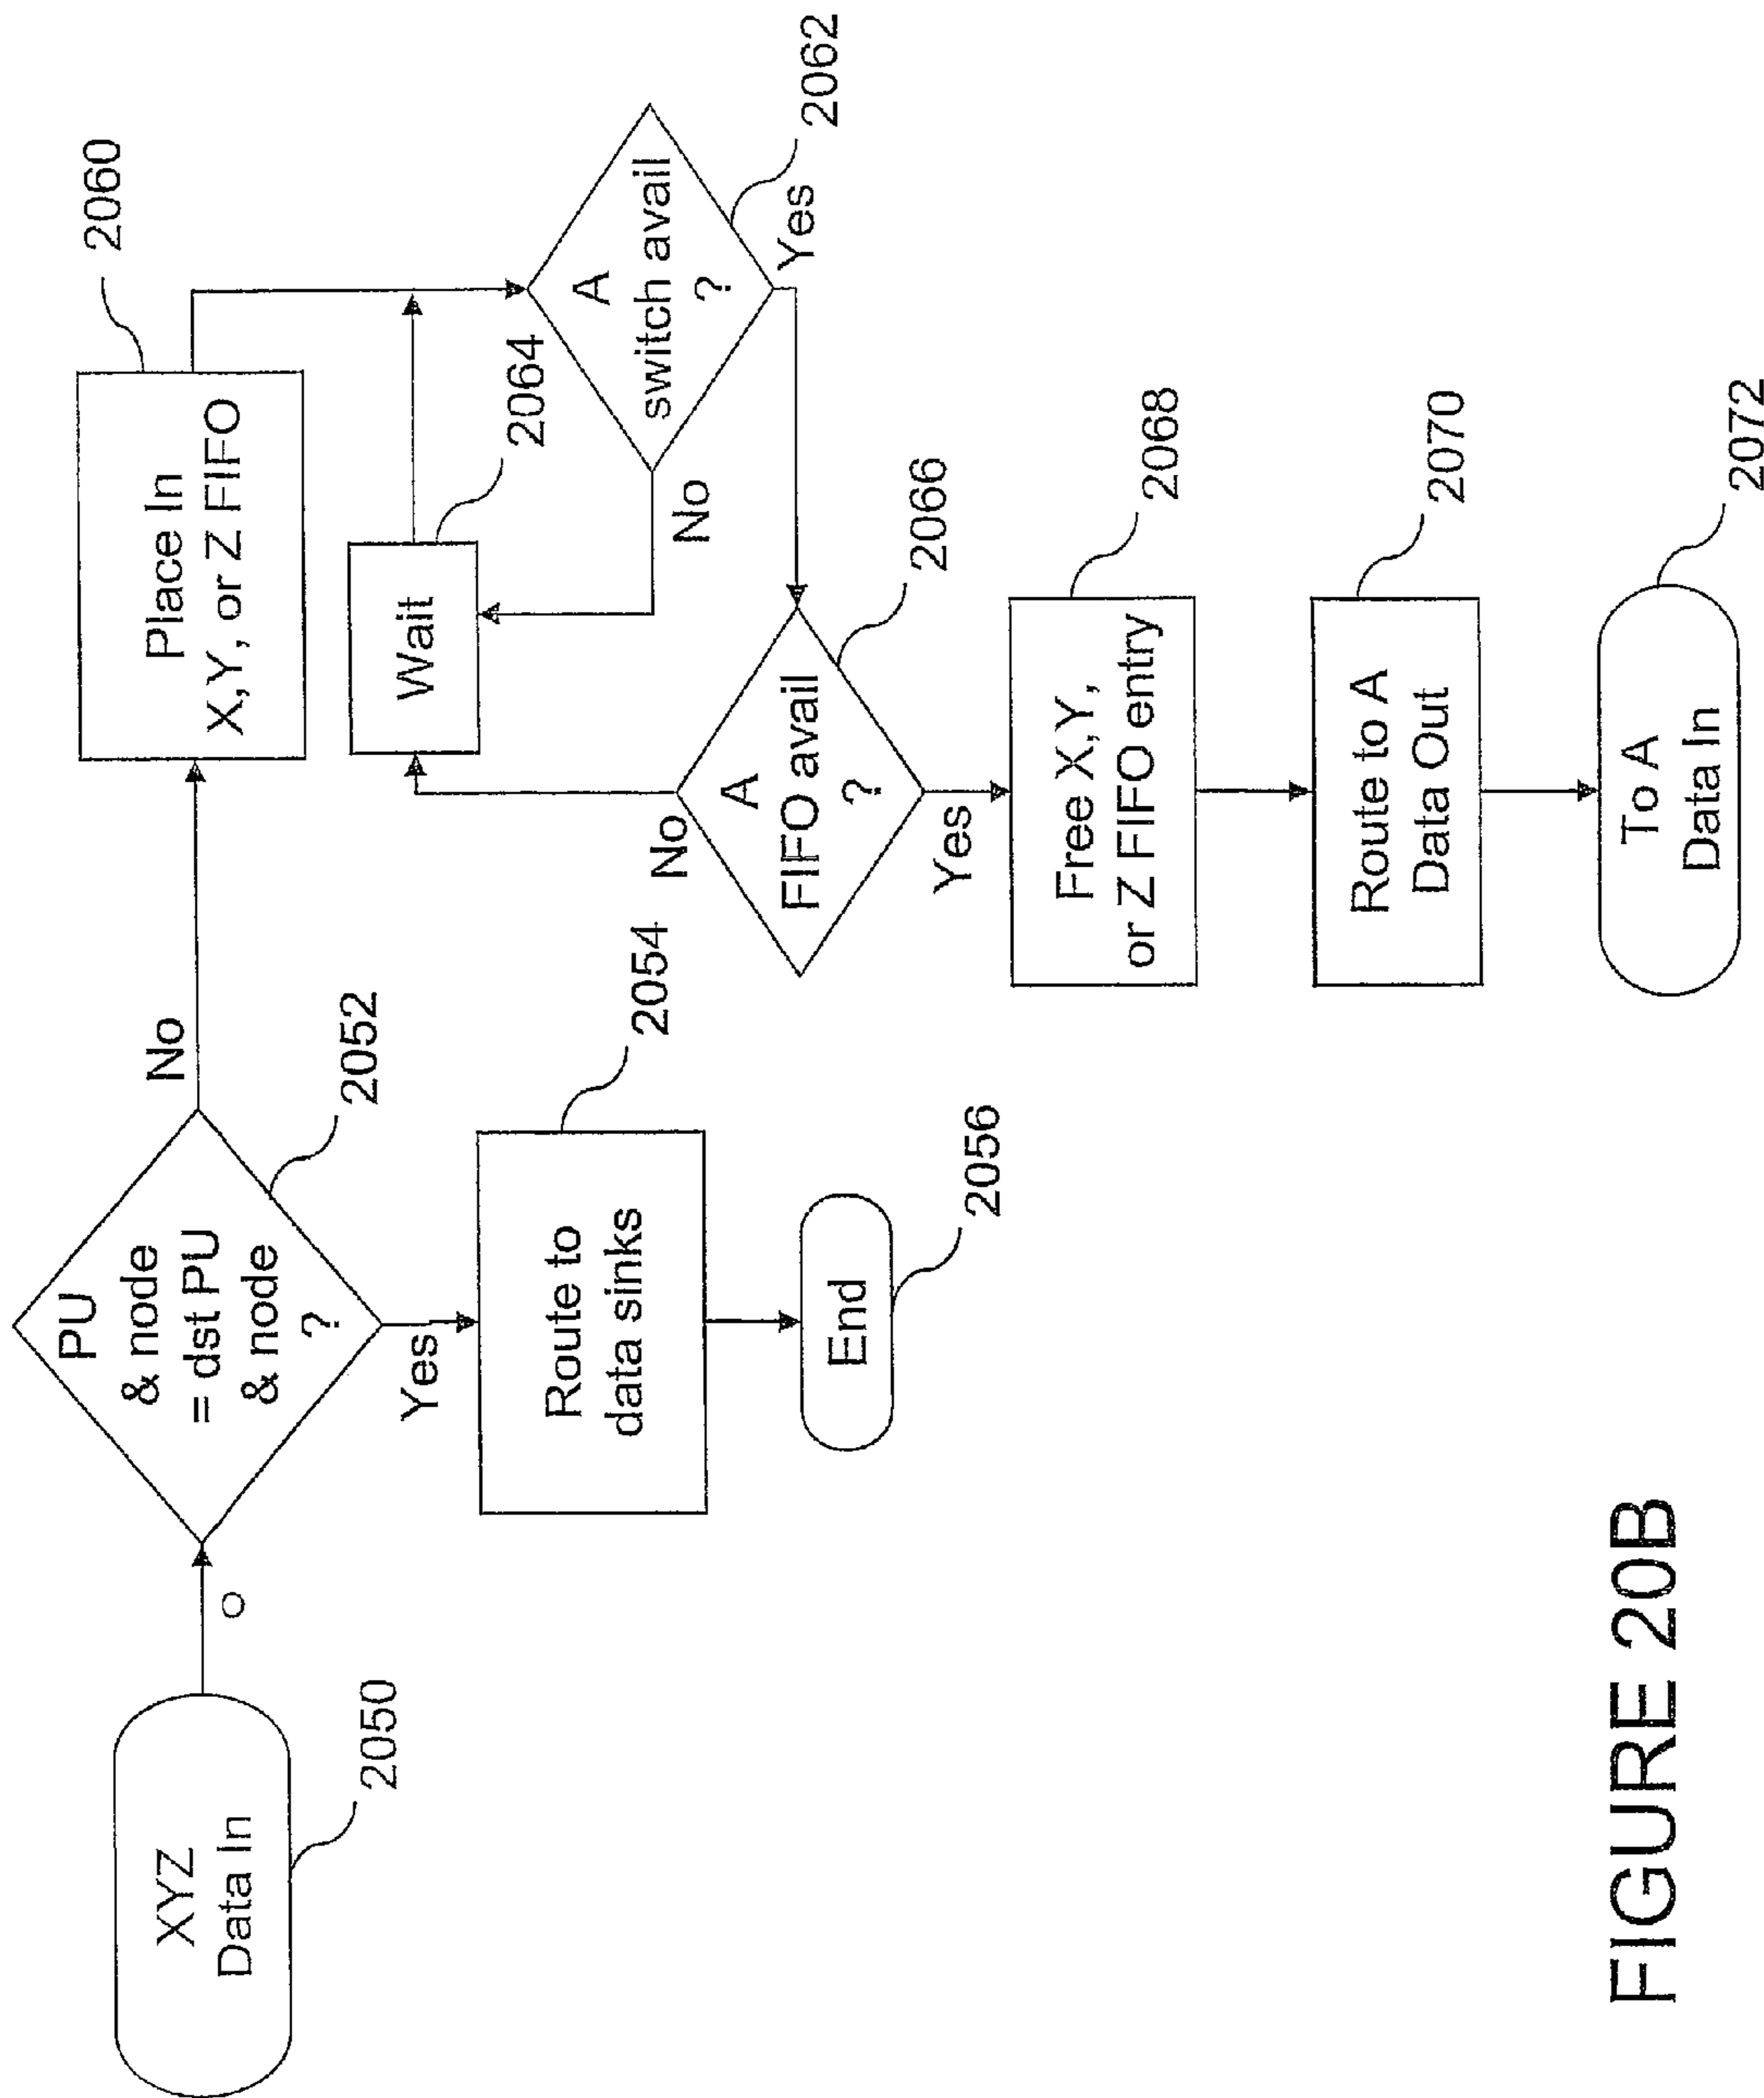 XYZ
Data In
2050
O
PU
& node
= dst PU
& node
?
2052
No
Yes
Route to
data sinks
2054
End
2056
Place In
X,Y, or Z FIFO
2060
A
switch avail
?
2062
No
Yes
Wait
2064
A
FIFO avail
?
2066
No
Yes
Free X,Y,
or Z FIFO entry
2068
Route to A
Data Out
2070
To A
Data In
2072
FIGURE 20B